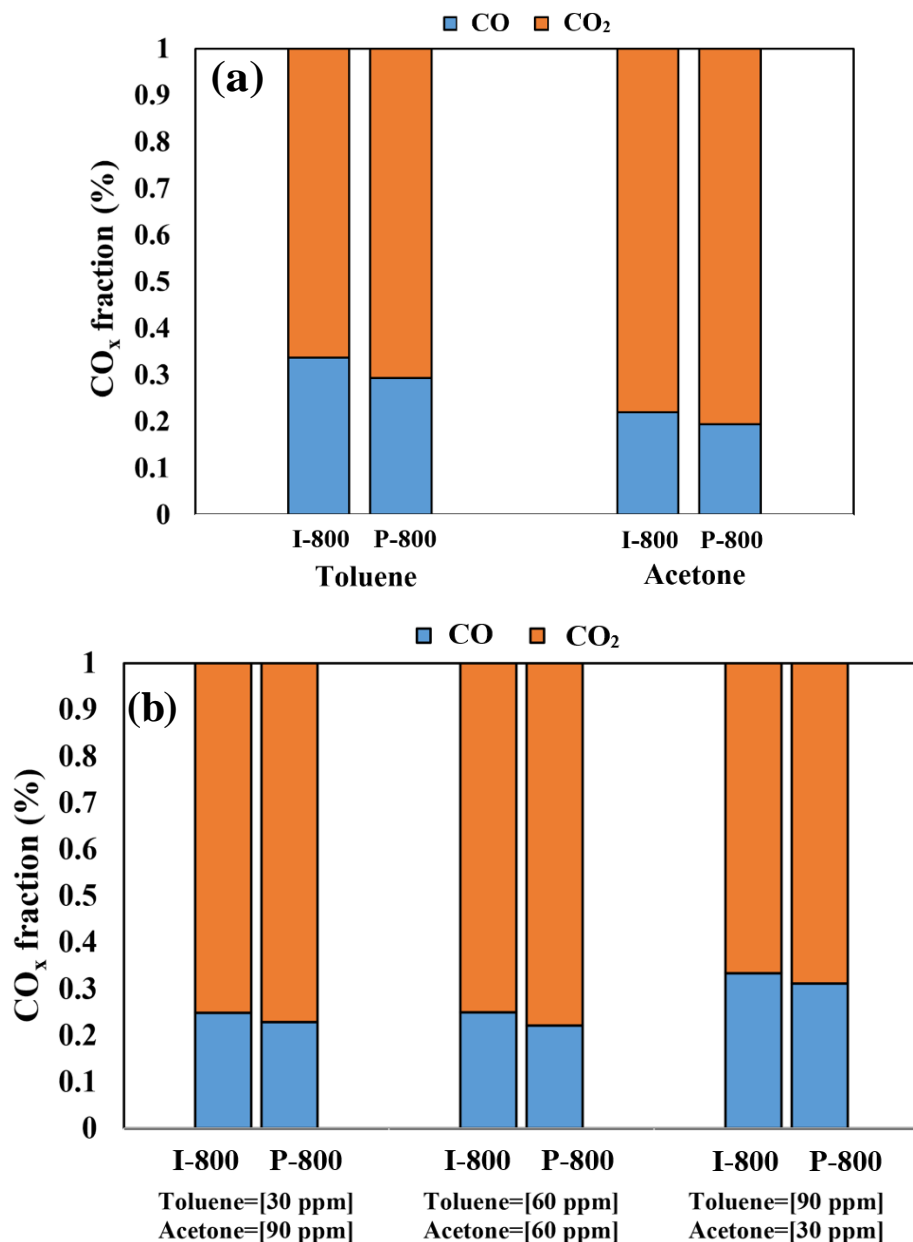 CO CO₂
(a)
COₓ fraction (%)
1
0.9
0.8
0.7
0.6
0.5
0.4
0.3
0.2
0.1
0
I-800 P-800 I-800 P-800
Toluene Acetone
CO CO₂
(b)
COₓ fraction (%)
1
0.9
0.8
0.7
0.6
0.5
0.4
0.3
0.2
0.1
0
I-800 P-800 I-800 P-800 I-800 P-800
Toluene=[30 ppm] Toluene=[60 ppm] Toluene=[90 ppm]
Acetone=[90 ppm] Acetone=[60 ppm] Acetone=[30 ppm]